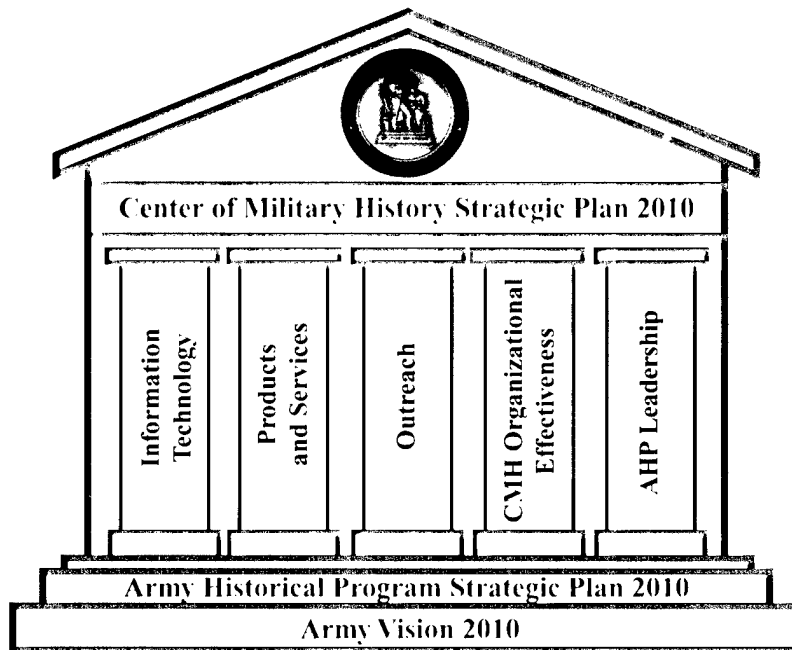 Center of Military History Strategic Plan 2010
Information
Technology
Products
and Services
Outreach
CMH Organizational
Effectiveness
AHP Leadership
Army Historical Program Strategic Plan 2010
Army Vision 2010